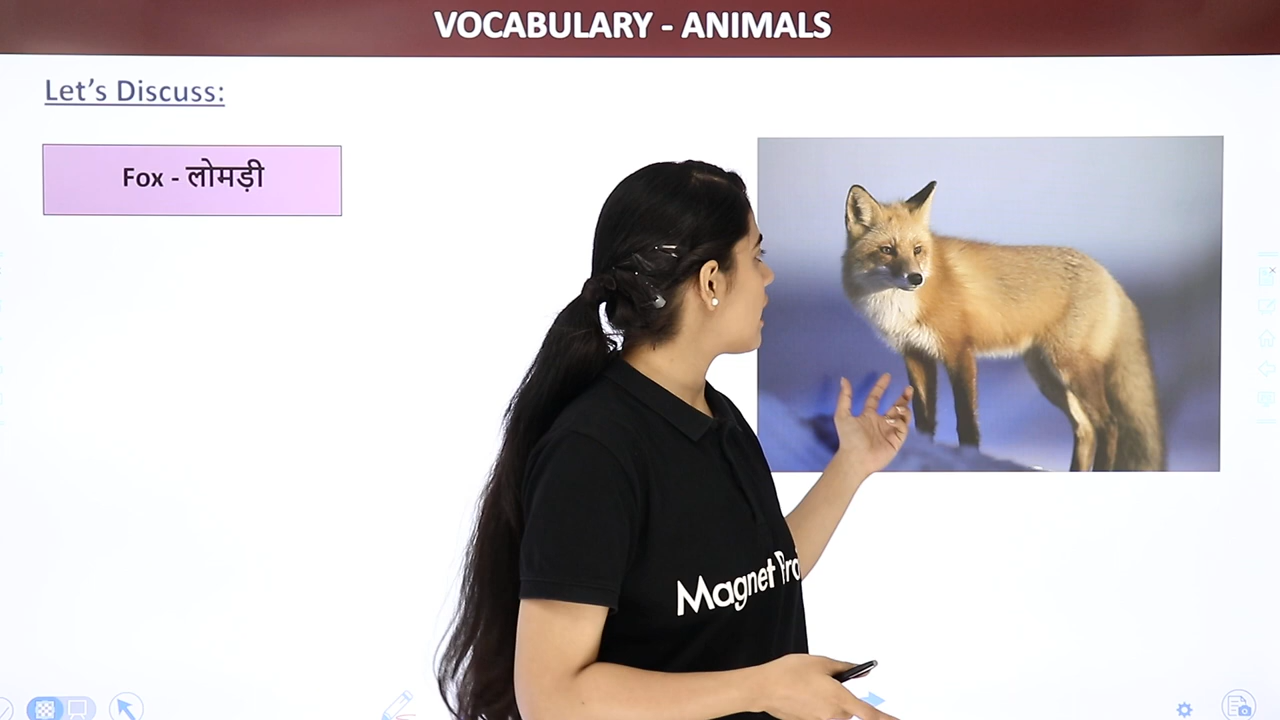 VOCABULARY - ANIMALS
Let's Discuss:
Fox - लोमड़ी
Magnet